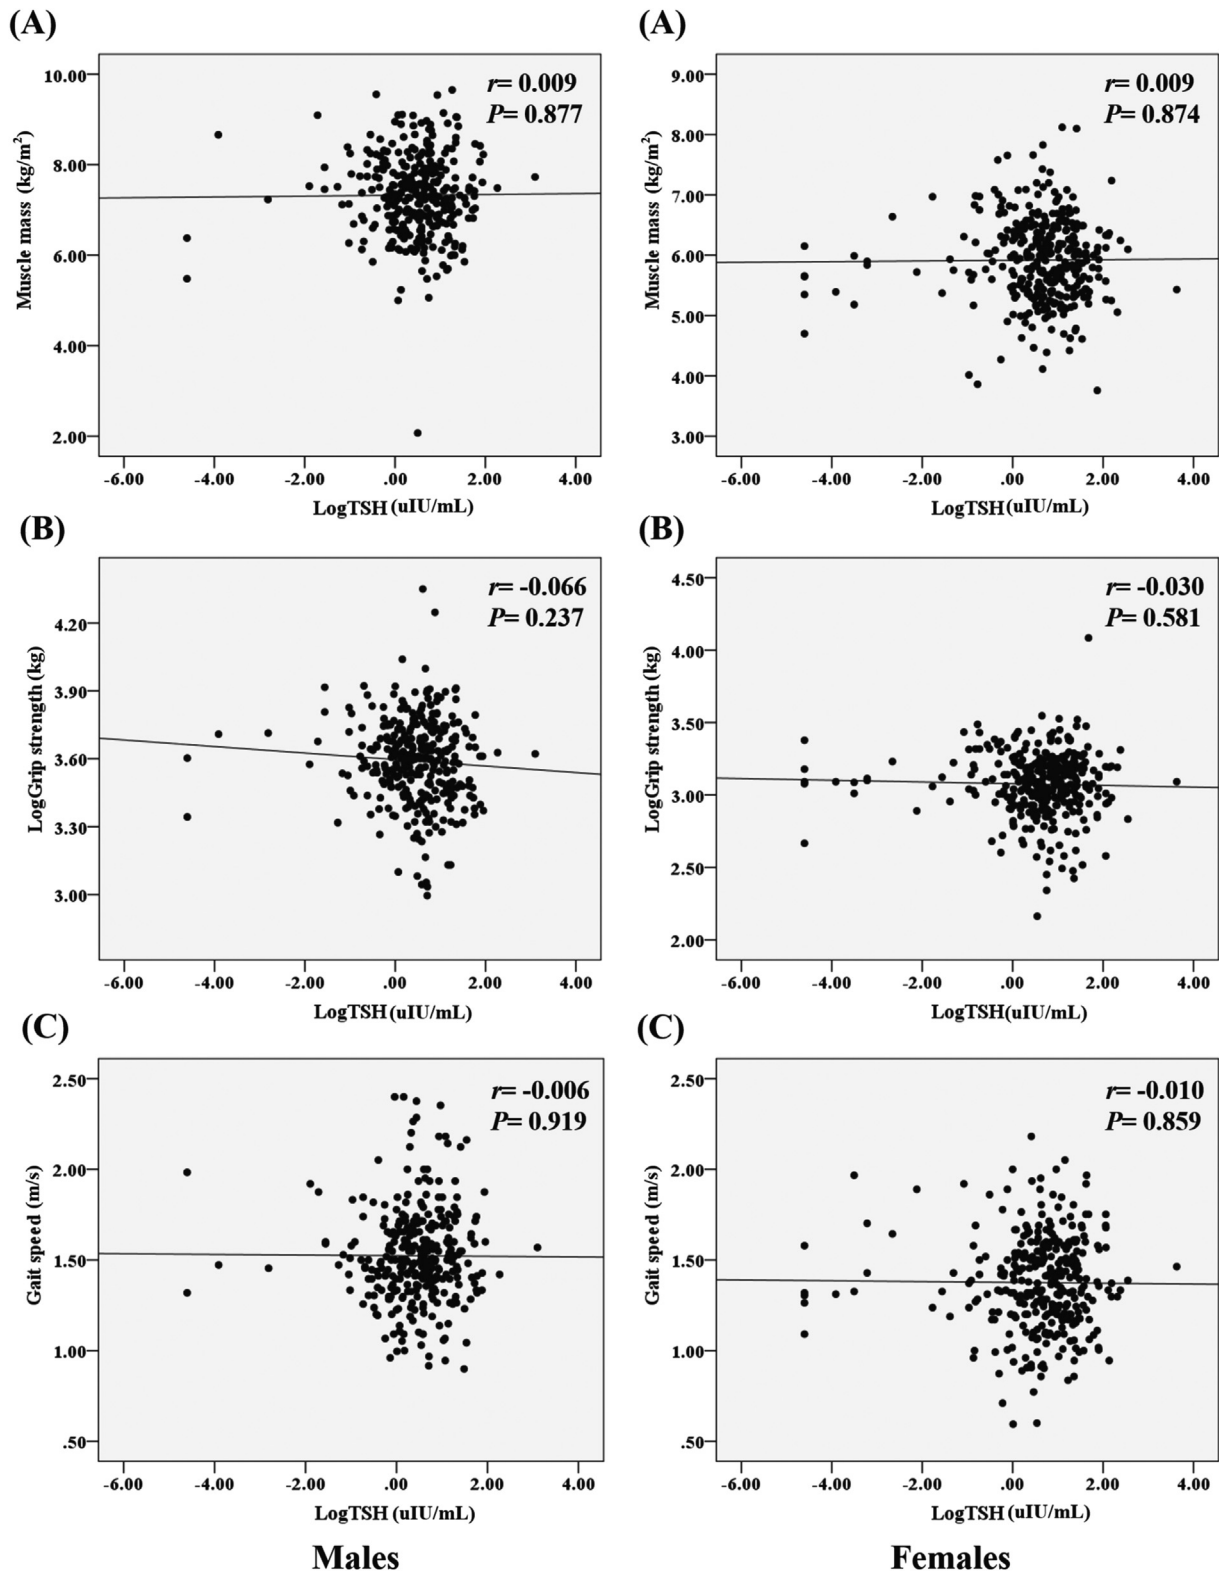 (A)
10.00
8.00
6.00
4.00
2.00
Muscle mass (kg/m²)
r= 0.009
P= 0.877
-6.00 -4.00 -2.00 .00 2.00 4.00
LogTSH (uIU/mL)
(A)
9.00
8.00
7.00
6.00
5.00
4.00
3.00
Muscle mass (kg/m²)
r= 0.009
P= 0.874
-6.00 -4.00 -2.00 .00 2.00 4.00
LogTSH (uIU/mL)
(B)
4.20
3.90
3.60
3.30
3.00
LogGrip strength (kg)
r= -0.066
P= 0.237
-6.00 -4.00 -2.00 .00 2.00 4.00
LogTSH (uIU/mL)
(B)
4.50
4.00
3.50
3.00
2.50
2.00
LogGrip strength (kg)
r= -0.030
P= 0.581
-6.00 -4.00 -2.00 .00 2.00 4.00
LogTSH (uIU/mL)
(C)
2.50
2.00
1.50
1.00
.50
Gait speed (m/s)
r= -0.006
P= 0.919
-6.00 -4.00 -2.00 .00 2.00 4.00
LogTSH (uIU/mL)
(C)
2.50
2.00
1.50
1.00
.50
Gait speed (m/s)
r= -0.010
P= 0.859
-6.00 -4.00 -2.00 .00 2.00 4.00
LogTSH (uIU/mL)
Males
Females